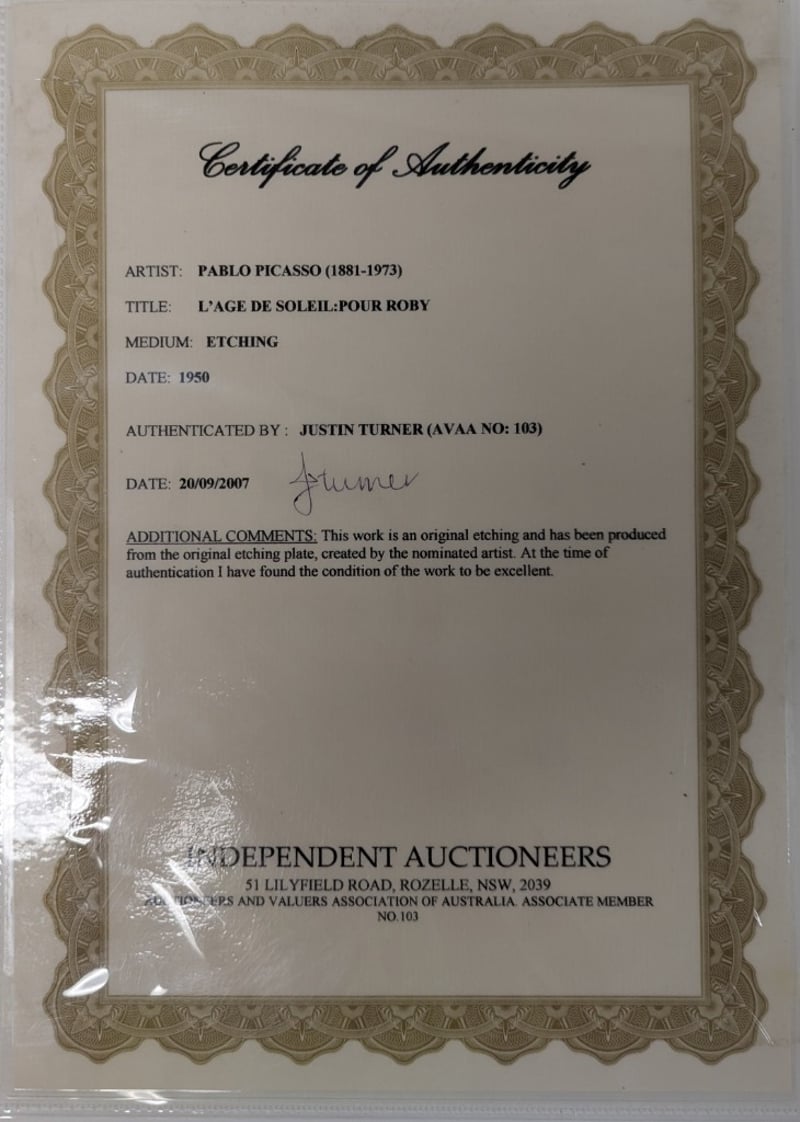 Certificate of Authenticity
ARTIST: PABLO PICASSO (1881-1973)
TITLE: L'AGE DE SOLEIL:POUR ROBY
MEDIUM: ETCHING
DATE: 1950
AUTHENTICATED BY : JUSTIN TURNER (AVAA NO: 103)
DATE: 20/09/2007 Jturner
ADDITIONAL COMMENTS: This work is an original etching and has been produced
from the original etching plate, created by the nominated artist. At the time of
authentication I have found the condition of the work to be excellent.
INDEPENDENT AUCTIONEERS
51 LILYFIELD ROAD, ROZELLE, NSW, 2039
AUCTIONEERS AND VALUERS ASSOCIATION OF AUSTRALIA. ASSOCIATE MEMBER
NO.103